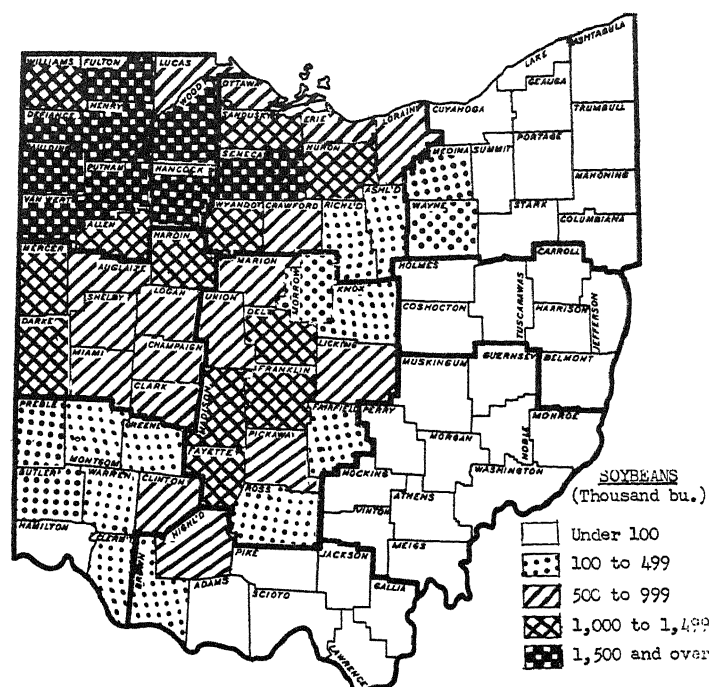 ASHTABULA
LAKE
GEAUGA
WILLIAMS
FULTON
LUCAS
OTTAWA
CUYAHOGA
TRUMBULL
HENRY
WOOD
DEFIANCE
SANDUSKY
ERIE
LORAIN
PORTAGE
PAULDING
PUTNAM
HANCOCK
SENECA
HURON
MEDINA
SUMMIT
MAHONING
VAN WERT
ALLEN
WYANDOT
CRAWFORD
RICHL'D
ASHL'D
WAYNE
STARK
COLUMBIANA
MERCER
HARDIN
AUGLAIZE
MARION
MORROW
HOLMES
CARROLL
SHELBY
LOGAN
UNION
DEL
KNOX
COSHOCTON
TUSCARAWAS
HARRISON
JEFFERSON
DARKE
MIAMI
CHAMPAIGN
LICKING
CLARK
FRANKLIN
MUSKINGUM
GUERNSEY
BELMONT
PREBLE
MONTGOM
GREENE
MADISON
FAIRFIELD
PERRY
MORGAN
NOBLE
MONROE
PICKAWAY
FAYETTE
BUTLER
WARREN
CLINTON
ROSS
HOCKING
WASHINGTON
VINTON
ATHENS
HAMILTON
CLERM
BROWN
HIGHL'D
PIKE
JACKSON
MEIGS
ADAMS
SCIOTO
GALLIA
LAWRENCE
SOYBEANS
(Thousand bu.)
Under 100
100 to 499
500 to 999
1,000 to 1,499
1,500 and over